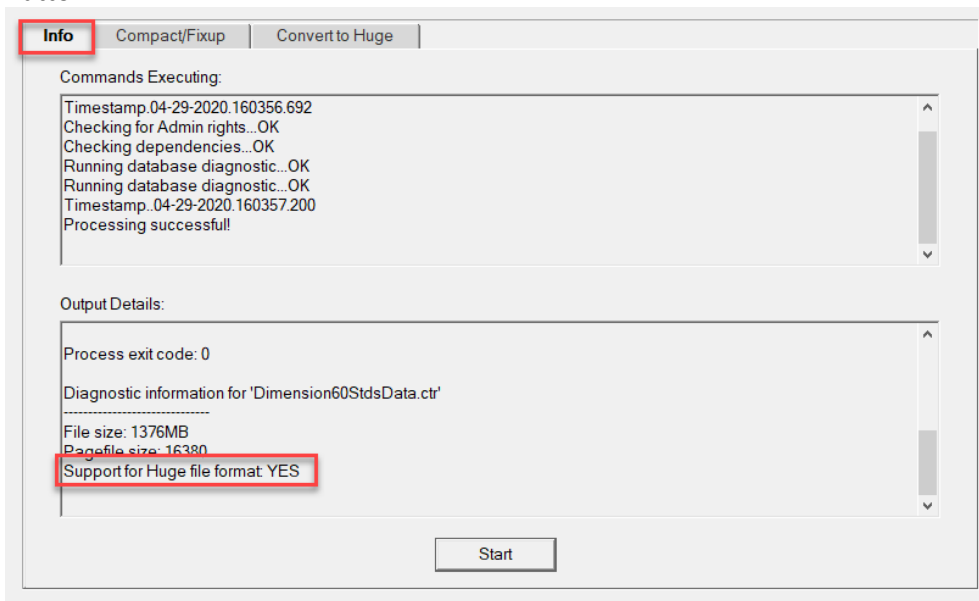 Info Compact/Fixup Convert to Huge
Commands Executing:
Timestamp.04-29-2020.160356.692
Checking for Admin rights...OK
Checking dependencies...OK
Running database diagnostic...OK
Running database diagnostic...OK
Timestamp..04-29-2020.160357.200
Processing successful!
Output Details:
Process exit code: 0
Diagnostic information for 'Dimension60StdsData.ctr'
------------------------------
File size: 1376MB
Pagefile size: 16380
Support for Huge file format: YES
Start